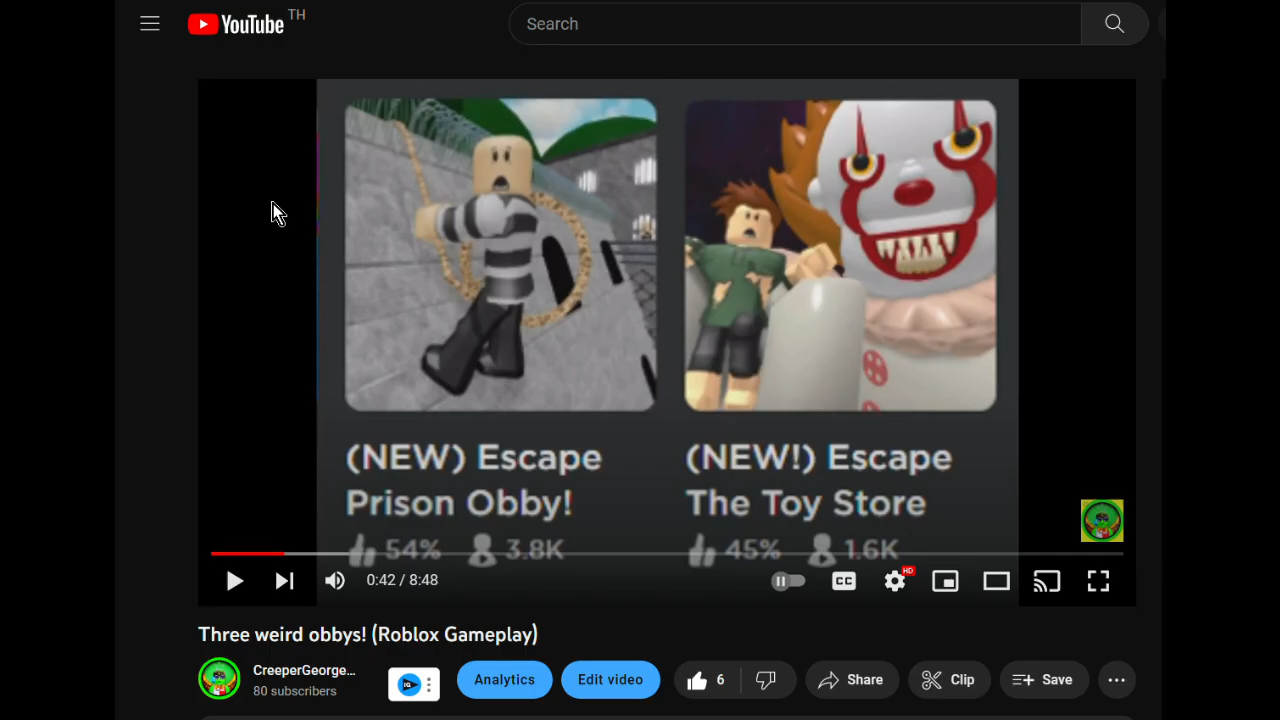 YouTube TH
Search
(NEW) Escape
Prison Obby!
54% 3.8K
(NEW!) Escape
The Toy Store
45% 1.6K
0:42 / 8:48
CC
HD
Three weird obbys! (Roblox Gameplay)
CreeperGeorge...
80 subscribers
Analytics
Edit video
6
Share
Clip
Save